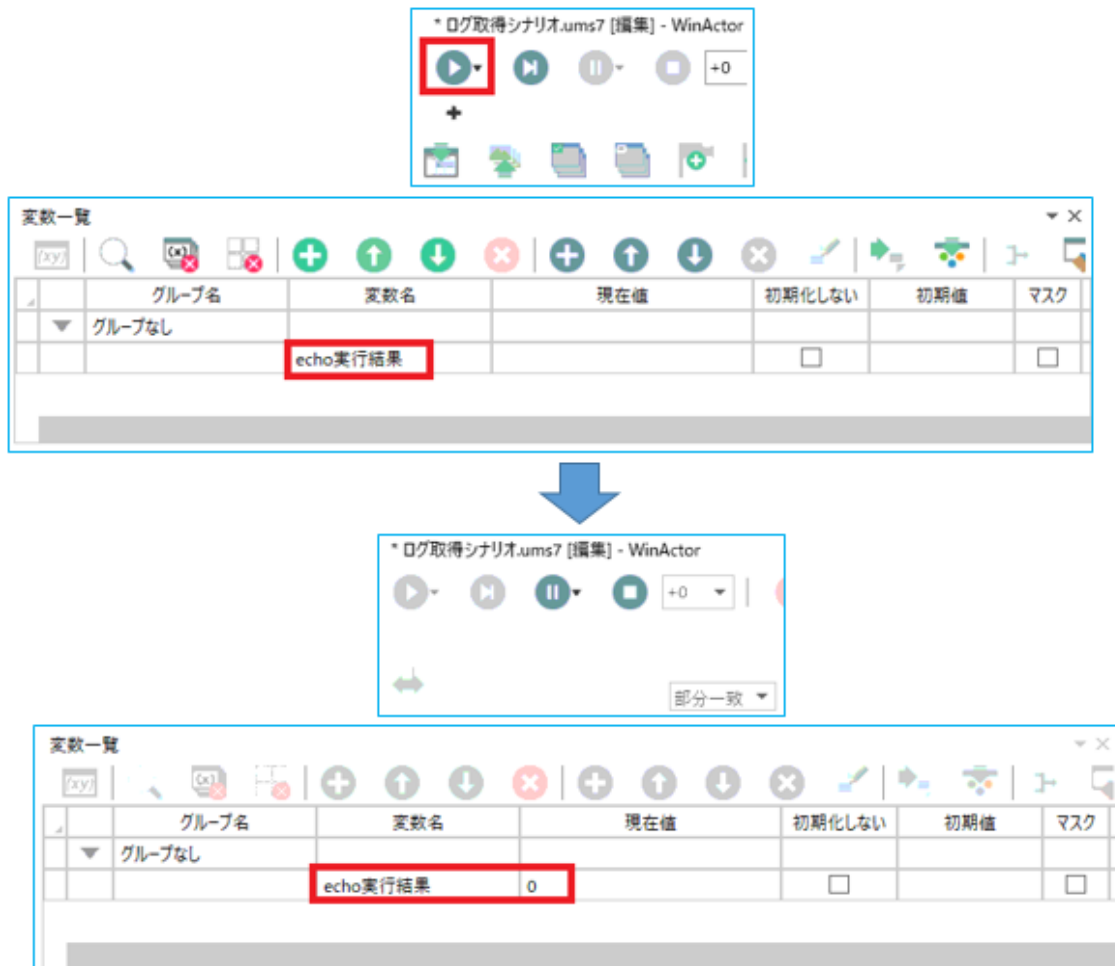 * ログ取得シナリオ.ums7 [編集] - WinActor
+0
変数一覧
グループ名 変数名 現在値 初期化しない 初期値 マスク
グループなし
echo実行結果
* ログ取得シナリオ.ums7 [編集] - WinActor
+0
部分一致
変数一覧
グループ名 変数名 現在値 初期化しない 初期値 マスク
グループなし
echo実行結果 0